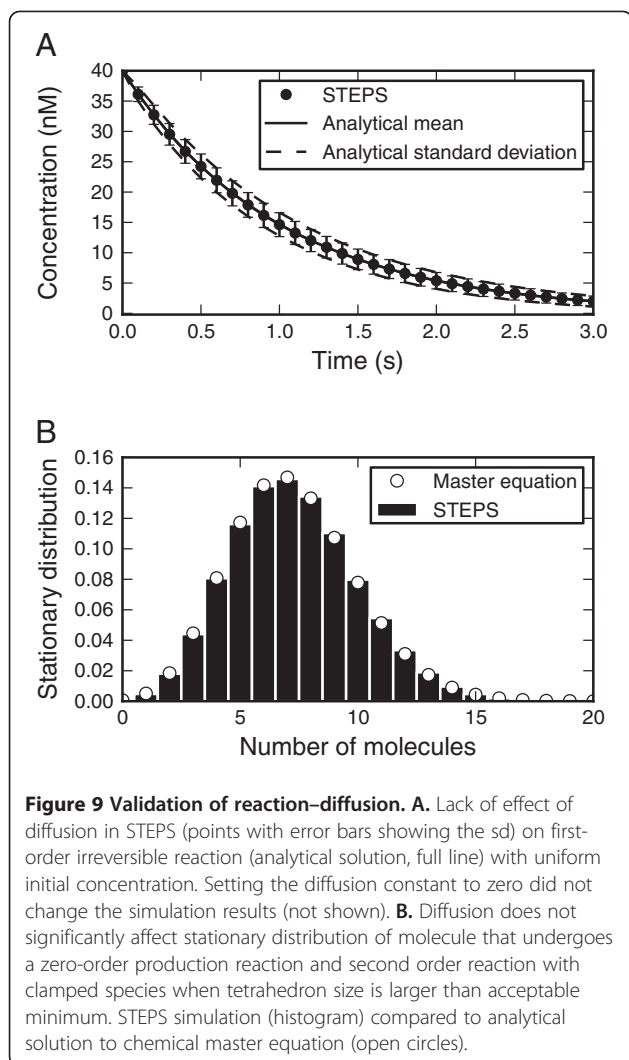 A
Concentration (nM)
40
35
30
25
20
15
10
5
0
STEPS
Analytical mean
Analytical standard deviation
0.0 0.5 1.0 1.5 2.0 2.5 3.0
Time (s)
B
Stationary distribution
0.16
0.14
0.12
0.10
0.08
0.06
0.04
0.02
0.00
Master equation
STEPS
0 5 10 15 20
Number of molecules
Figure 9 Validation of reaction–diffusion. A. Lack of effect of
diffusion in STEPS (points with error bars showing the sd) on first-
order irreversible reaction (analytical solution, full line) with uniform
initial concentration. Setting the diffusion constant to zero did not
change the simulation results (not shown). B. Diffusion does not
significantly affect stationary distribution of molecule that undergoes
a zero-order production reaction and second order reaction with
clamped species when tetrahedron size is larger than acceptable
minimum. STEPS simulation (histogram) compared to analytical
solution to chemical master equation (open circles).